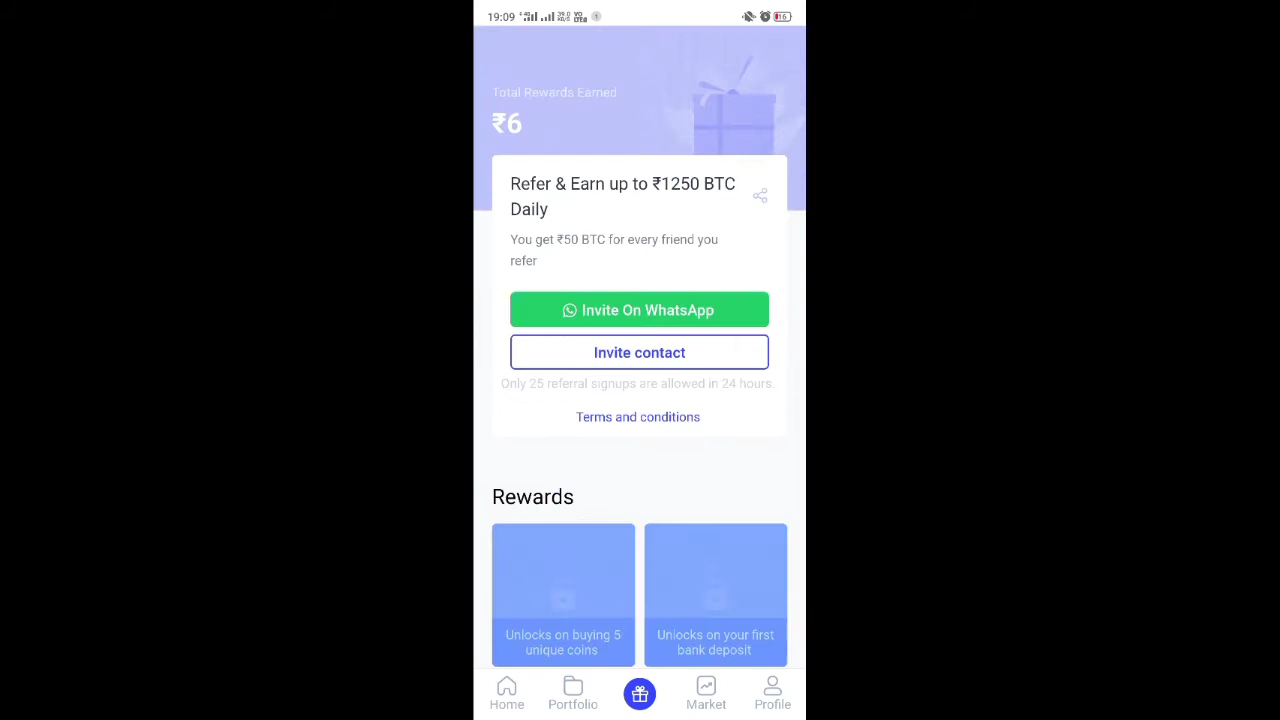 19:09
16
Total Rewards Earned
₹6
Refer & Earn up to ₹1250 BTC
Daily
You get ₹50 BTC for every friend you
refer
Invite On WhatsApp
Invite contact
Only 25 referral signups are allowed in 24 hours.
Terms and conditions
Rewards
Unlocks on buying 5
unique coins
Unlocks on your first
bank deposit
Home Portfolio Market Profile